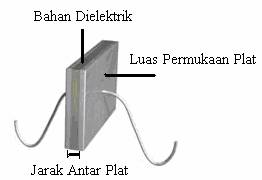 Bahan Dielektrik
Luas Permukaan Plat
Jarak Antar Plat